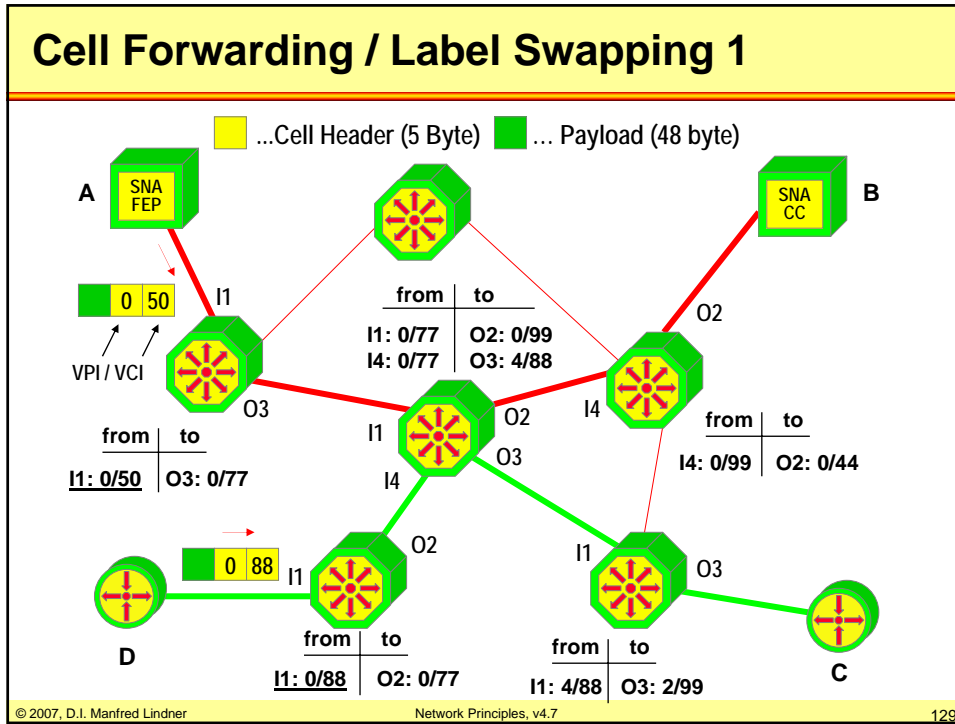 Cell Forwarding / Label Swapping 1
...Cell Header (5 Byte) ... Payload (48 byte)
A
SNA
FEP
SNA
CC
B
0 50
I1
VPI / VCI
O3
from to
I1: 0/77 O2: 0/99
I4: 0/77 O3: 4/88
O2
I4
from to
I1: 0/50 O3: 0/77
I1
O2
O3
I4
from to
I4: 0/99 O2: 0/44
0 88
I1
O2
I1
O3
D
from to
I1: 0/88 O2: 0/77
from to
I1: 4/88 O3: 2/99
C
© 2007, D.I. Manfred Lindner
Network Principles, v4.7
129